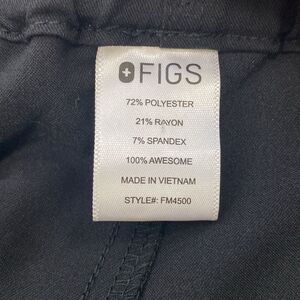 FIGS
72% POLYESTER
21% RAYON
7% SPANDEX
100% AWESOME
MADE IN VIETNAM
STYLE#: FM4500